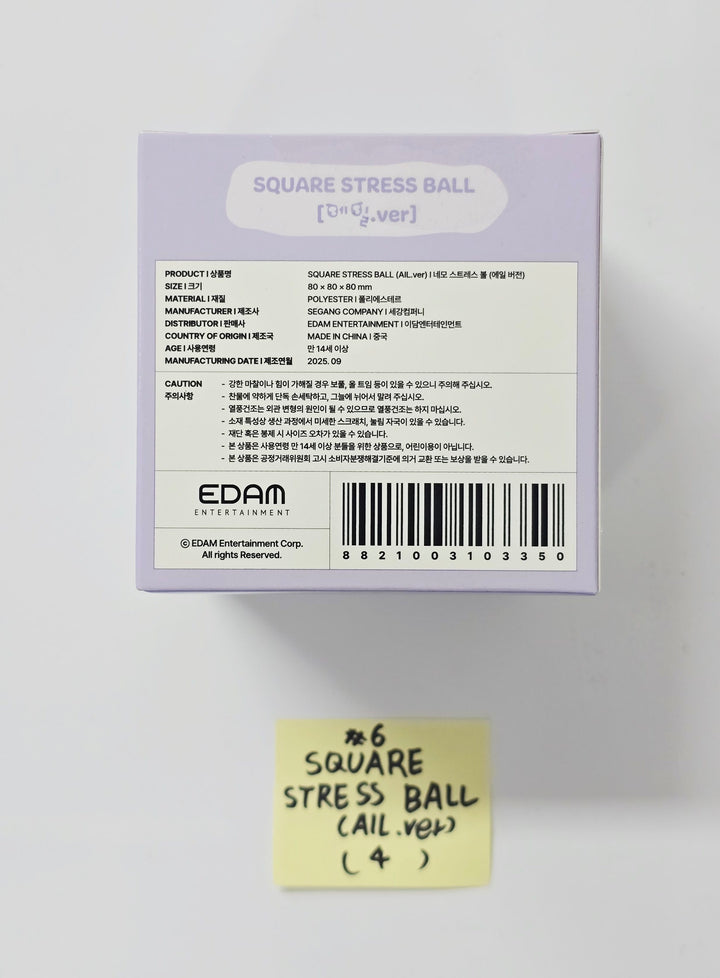 SQUARE STRESS BALL
[에일.ver]
PRODUCT I 상품명 SQUARE STRESS BALL (AIL.ver) I 네모 스트레스 볼 (에일 버전)
SIZE I 크기 80 × 80 × 80 mm
MATERIAL I 재질 POLYESTER I 폴리에스테르
MANUFACTURER I 제조사 SEGANG COMPANY I 세강컴퍼니
DISTRIBUTOR I 판매사 EDAM ENTERTAINMENT I 이담엔터테인먼트
COUNTRY OF ORIGIN I 제조국 MADE IN CHINA I 중국
AGE I 사용연령 만 14세 이상
MANUFACTURING DATE I 제조연월 2025. 09
CAUTION - 강한 마찰이나 힘이 가해질 경우 보풀, 올 트임 등이 있을 수 있으니 주의해 주십시오.
주의사항 - 찬물에 약하게 단독 손세탁하고, 그늘에 뉘어서 말려 주십시오.
- 열풍건조는 외관 변형의 원인이 될 수 있으므로 열풍건조는 하지 마십시오.
- 소재 특성상 생산 과정에서 미세한 스크래치, 눌림 자국이 있을 수 있습니다.
- 재단 혹은 봉제 시 사이즈 오차가 있을 수 있습니다.
- 본 상품은 사용연령 만 14세 이상 분들을 위한 상품으로, 어린이용이 아닙니다.
- 본 상품은 공정거래위원회 고시 소비자분쟁해결기준에 의거 교환 또는 보상을 받을 수 있습니다.
EDAM
ENTERTAINMENT
ⓒ EDAM Entertainment Corp.
All rights Reserved.
8821003103350
#6
SQUARE
STRESS BALL
(AIL.ver)
( 4 )